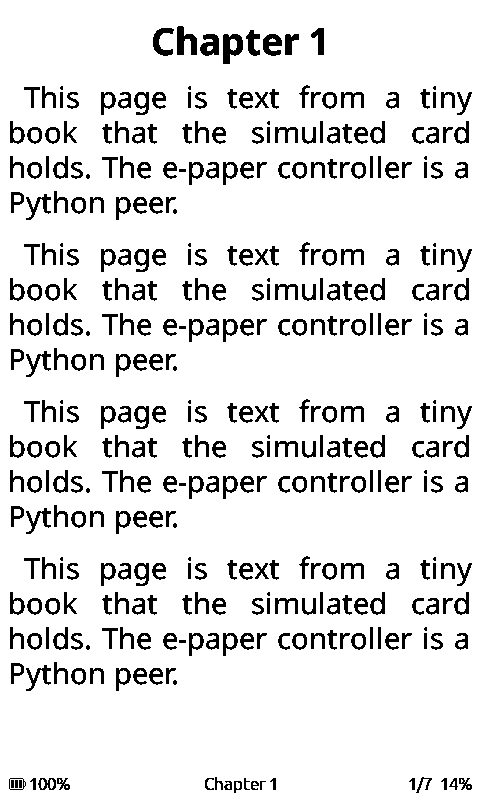 Chapter 1
This page is text from a tiny
book that the simulated card
holds. The e-paper controller is a
Python peer.
This page is text from a tiny
book that the simulated card
holds. The e-paper controller is a
Python peer.
This page is text from a tiny
book that the simulated card
holds. The e-paper controller is a
Python peer.
This page is text from a tiny
book that the simulated card
holds. The e-paper controller is a
Python peer.
100% Chapter 1 1/7 14%